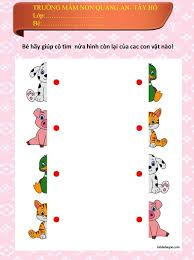 TRƯỜNG MẦM NON QUẢNG AN- TÂY HỒ
Lớp:
Bé:
Bé hãy giúp cô tìm nửa hình còn lại của các con vật nào!